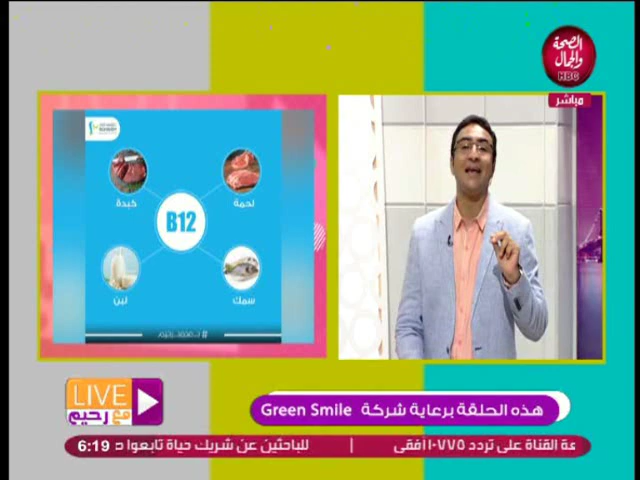 الصحة
والجمال
HBC
مباشر
كبدة
لحمة
B12
لبن
سمك
LIVE
مع رحيم
هذه الحلقة برعاية شركة Green Smile
عة القناة على تردد ١٠٧٧٥ أفقى | للباحثين عن شريك حياة تابعوا ص
6:19